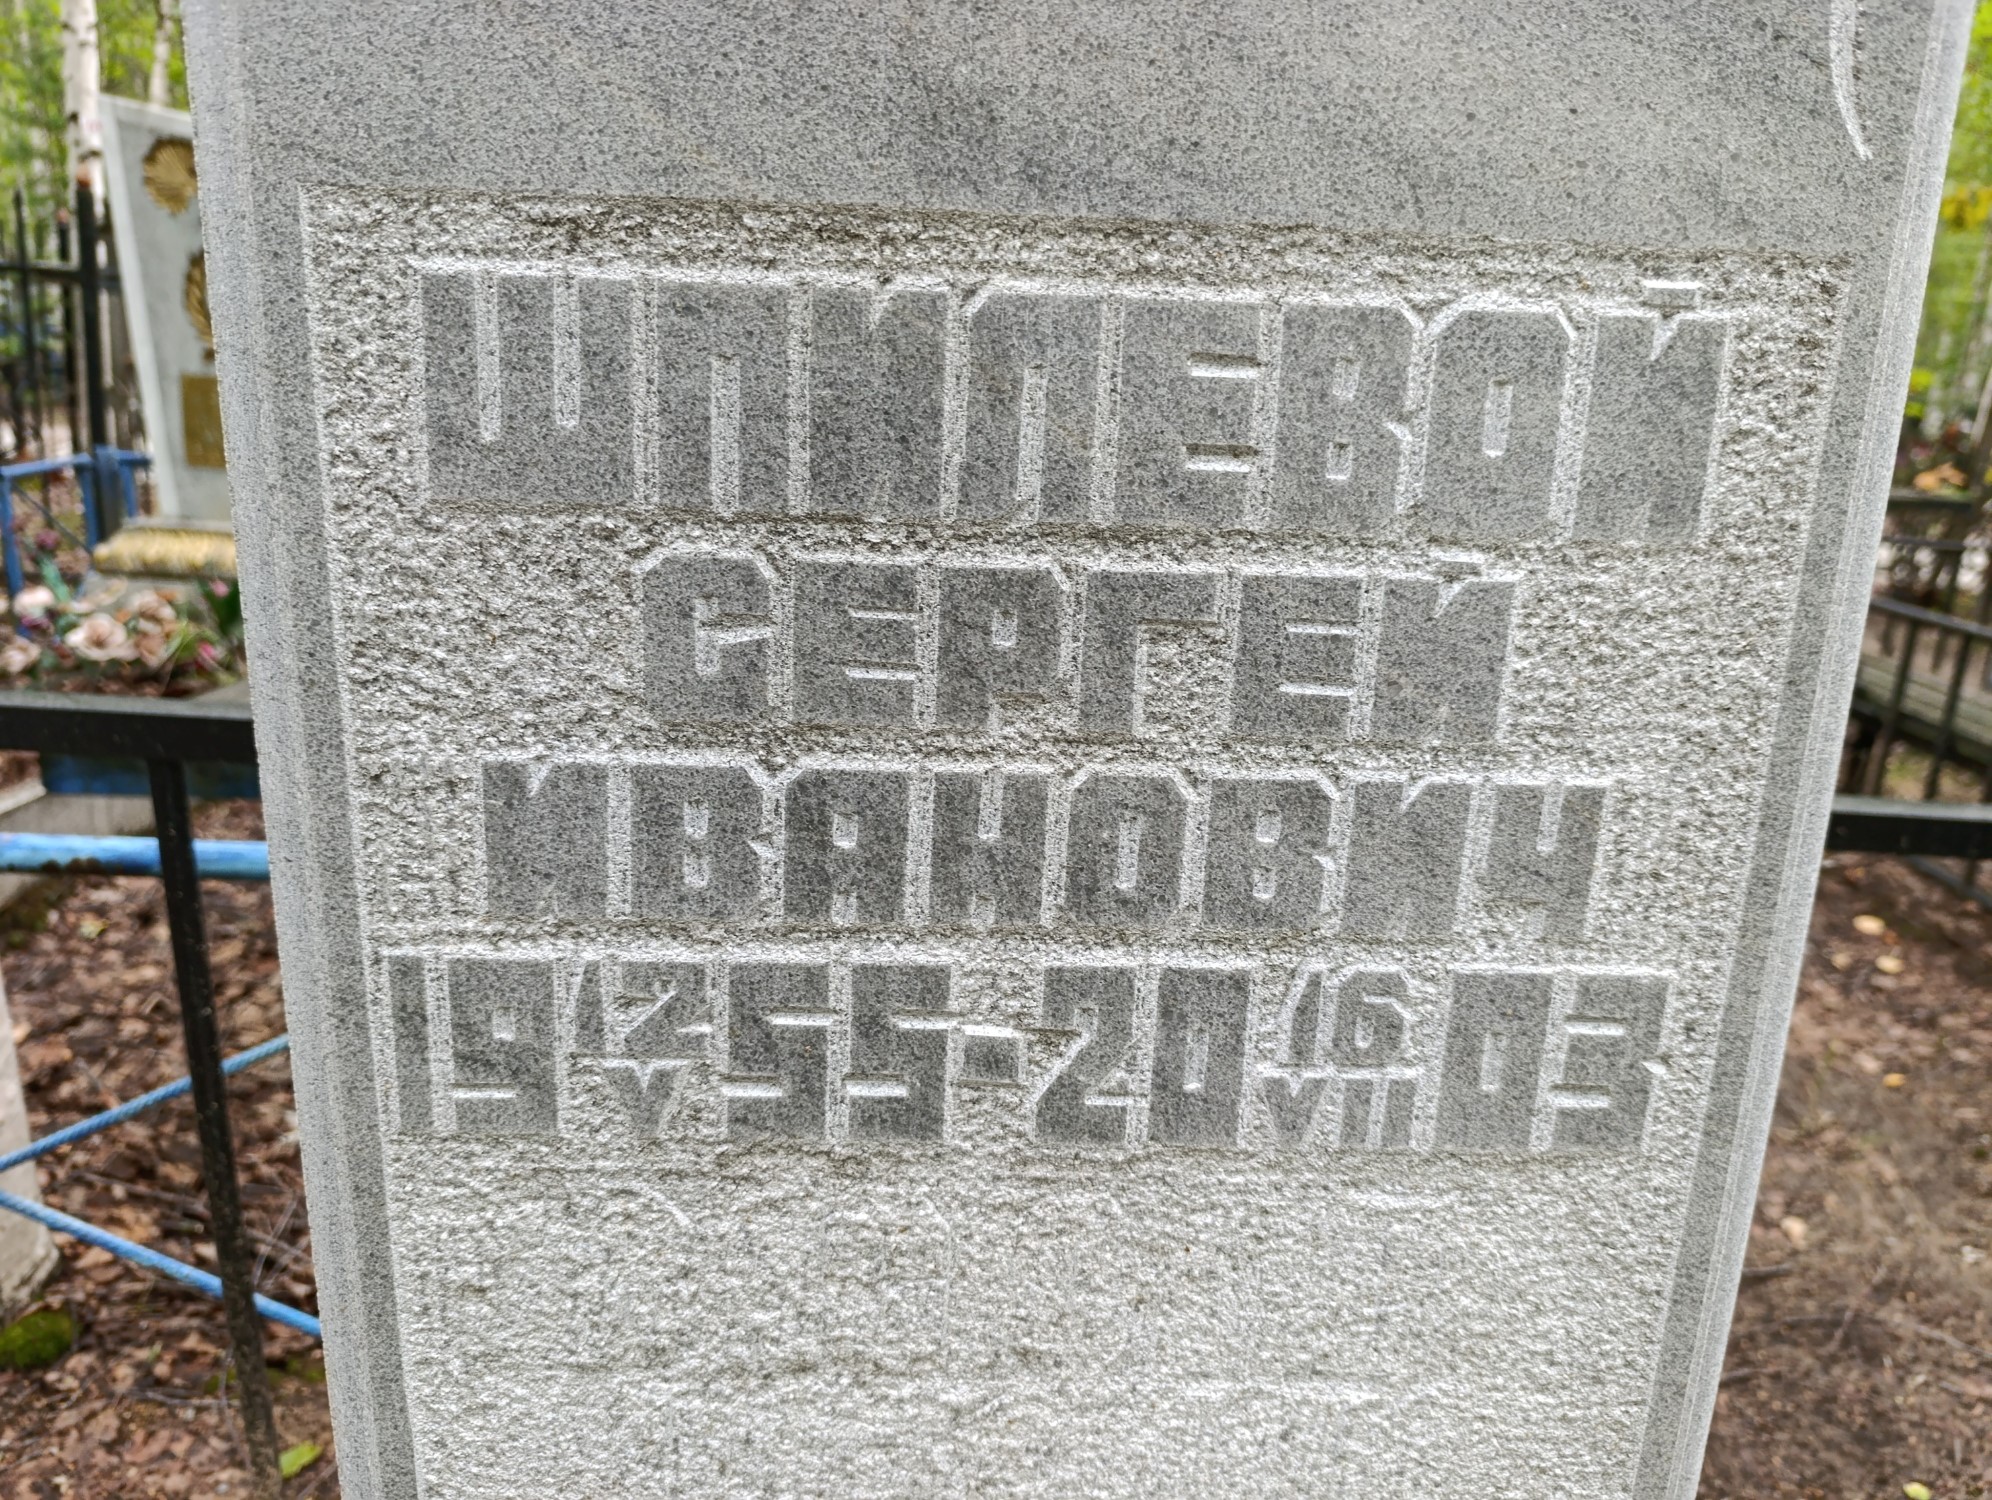 ШПИЛЕВОЙ
СЕРГЕЙ
ИВАНОВИЧ
19 12/V 55-20 16/VII 03